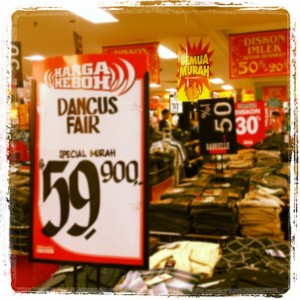 HARGA
HEBOH
DANCUS
FAIR
SPECIAL MURAH
59.900,-
SEMUA
MURAH
50%
DISKON
30%
DISKON
IMLEK
50%
20%